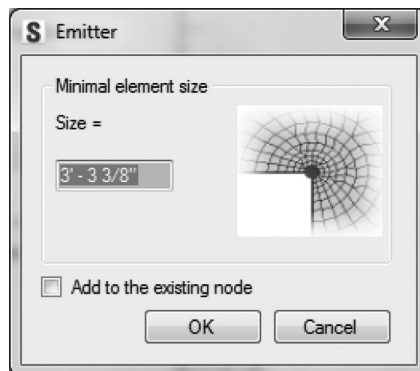 S Emitter
X
Minimal element size
Size =
3' - 3 3/8"
Add to the existing node
OK
Cancel